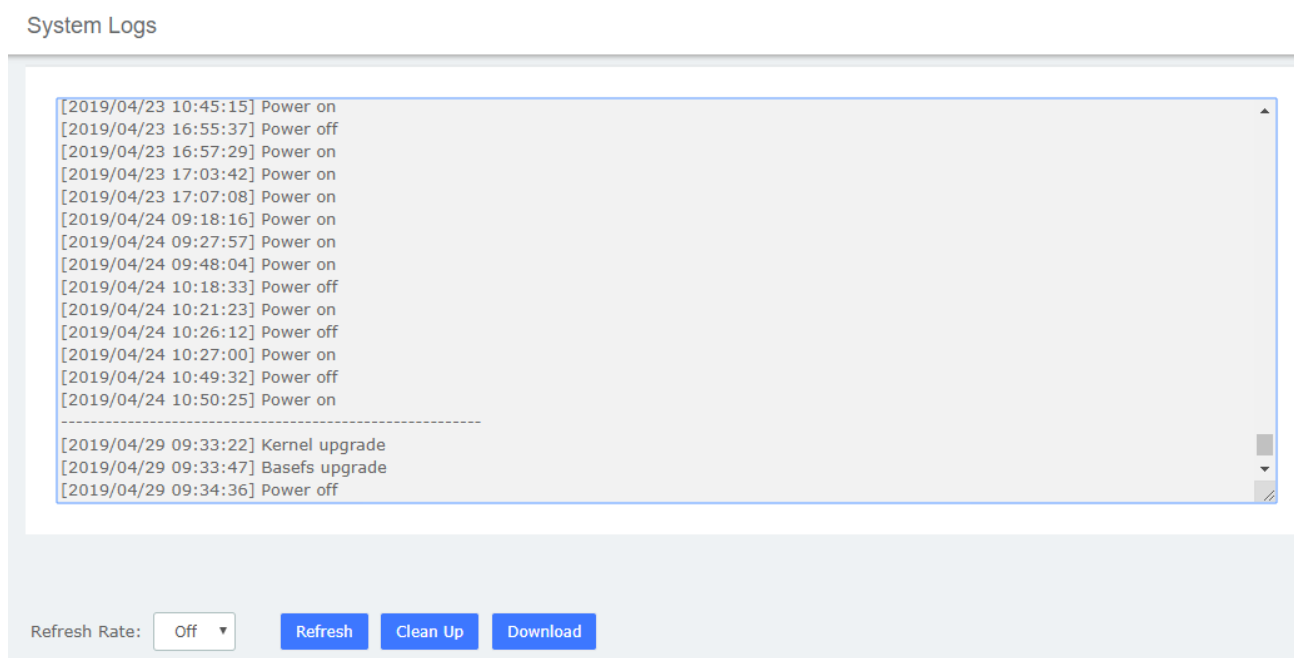 System Logs
[2019/04/23 10:45:15] Power on
[2019/04/23 16:55:37] Power off
[2019/04/23 16:57:29] Power on
[2019/04/23 17:03:42] Power on
[2019/04/23 17:07:08] Power on
[2019/04/24 09:18:16] Power on
[2019/04/24 09:27:57] Power on
[2019/04/24 09:48:04] Power on
[2019/04/24 10:18:33] Power off
[2019/04/24 10:21:23] Power on
[2019/04/24 10:26:12] Power off
[2019/04/24 10:27:00] Power on
[2019/04/24 10:49:32] Power off
[2019/04/24 10:50:25] Power on
--------------------------------------------------------
[2019/04/29 09:33:22] Kernel upgrade
[2019/04/29 09:33:47] Basefs upgrade
[2019/04/29 09:34:36] Power off
Refresh Rate: Off Refresh Clean Up Download